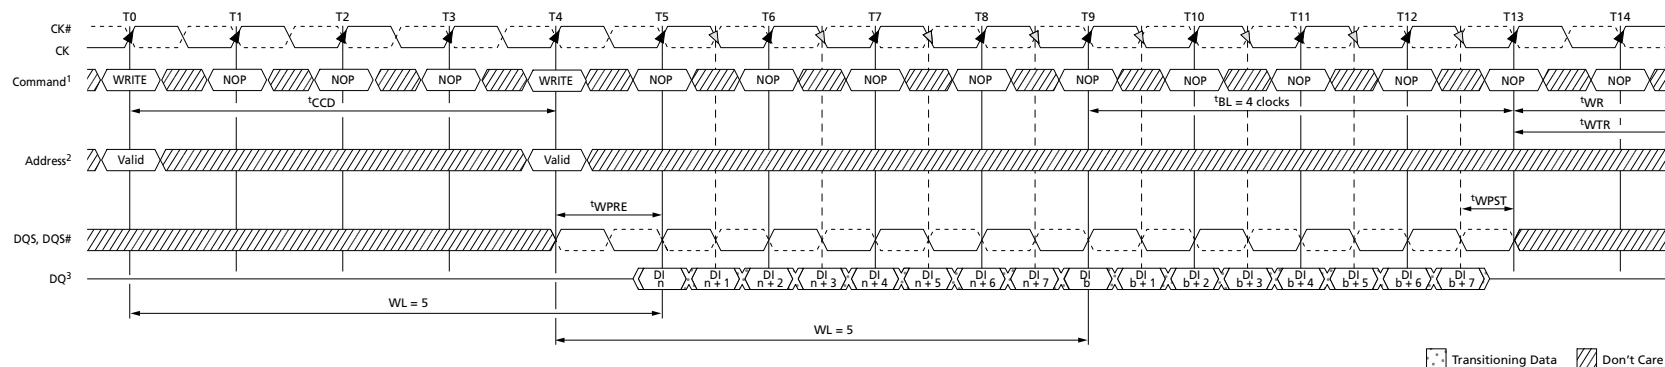 T0 T1 T2 T3 T4 T5 T6 T7 T8 T9 T10 T11 T12 T13 T14
CK#
CK
Command1 WRITE NOP NOP NOP WRITE NOP NOP NOP NOP NOP NOP NOP NOP NOP NOP
tCCD tBL = 4 clocks tWR
tWTR
Address2 Valid Valid
tWPRE tWPST
DQS, DQS#
DQ3 DI n DI n + 1 DI n + 2 DI n + 3 DI n + 4 DI n + 5 DI n + 6 DI n + 7 DI b DI b + 1 DI b + 2 DI b + 3 DI b + 4 DI b + 5 DI b + 6 DI b + 7
WL = 5
WL = 5
Transitioning Data Don't Care